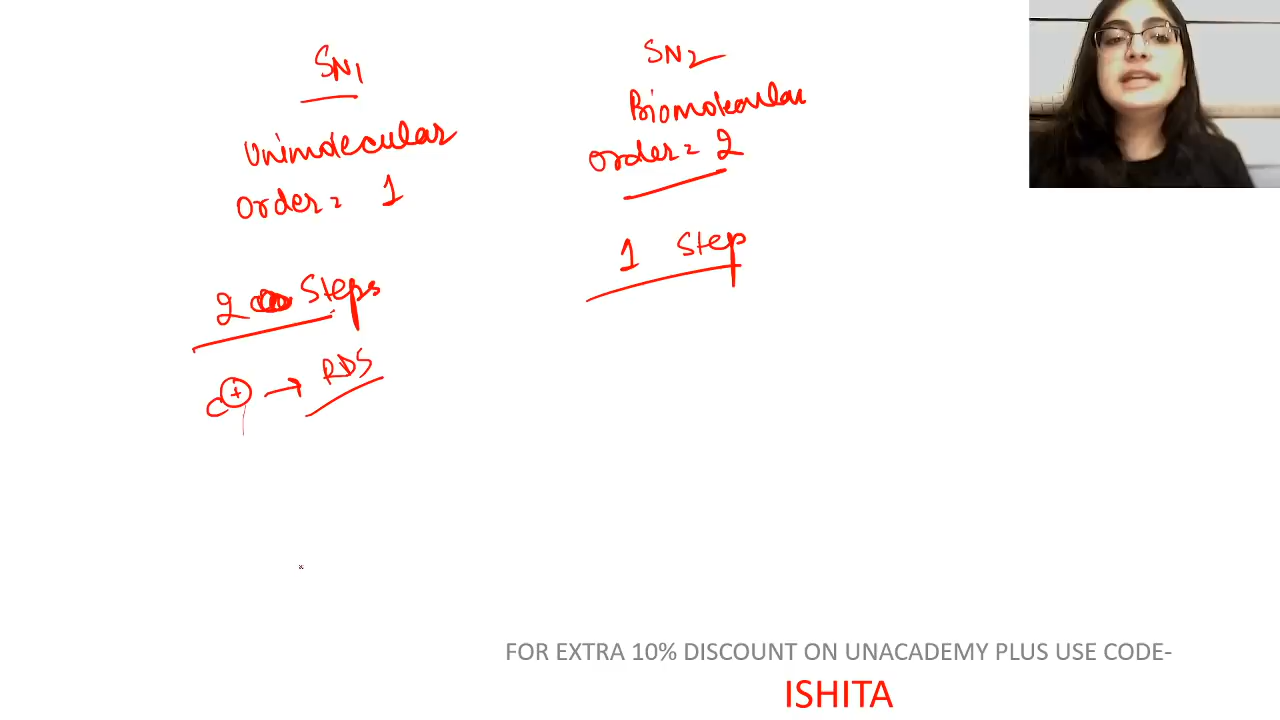 SN1
Unimolecular
Order = 1
2 Steps
C+ → RDS
SN2
Biomolecular
Order = 2
1 Step
FOR EXTRA 10% DISCOUNT ON UNACADEMY PLUS USE CODE-
ISHITA